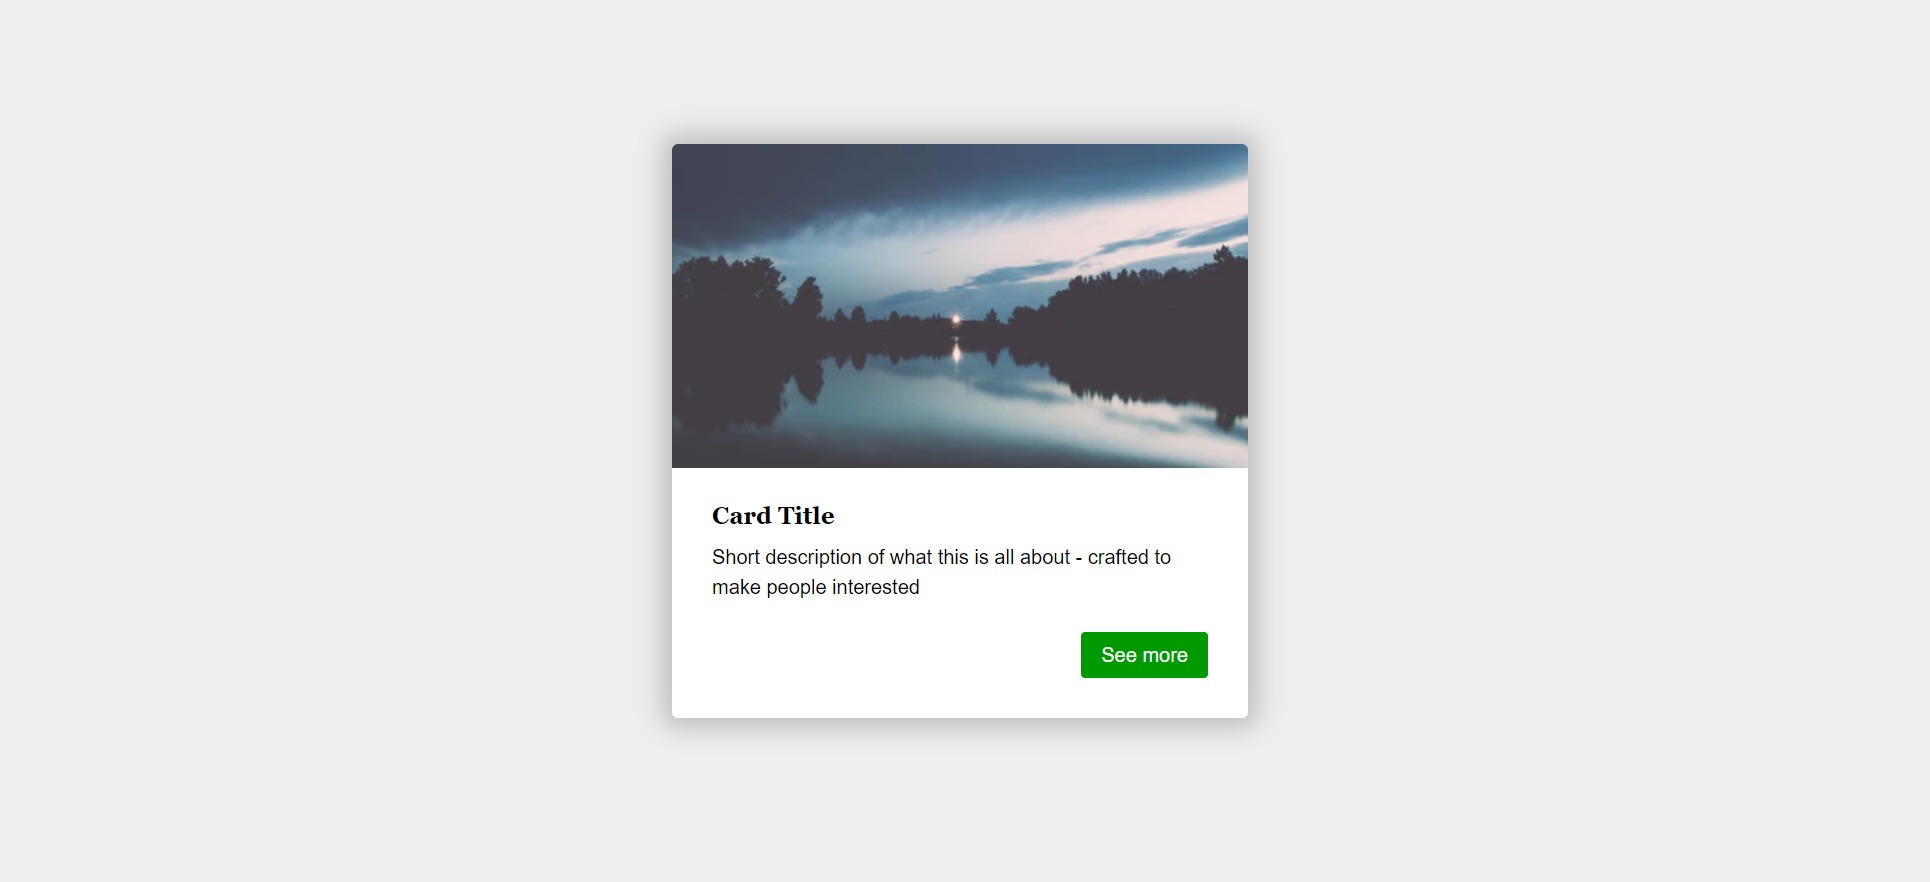 Card Title
Short description of what this is all about - crafted to
make people interested
See more